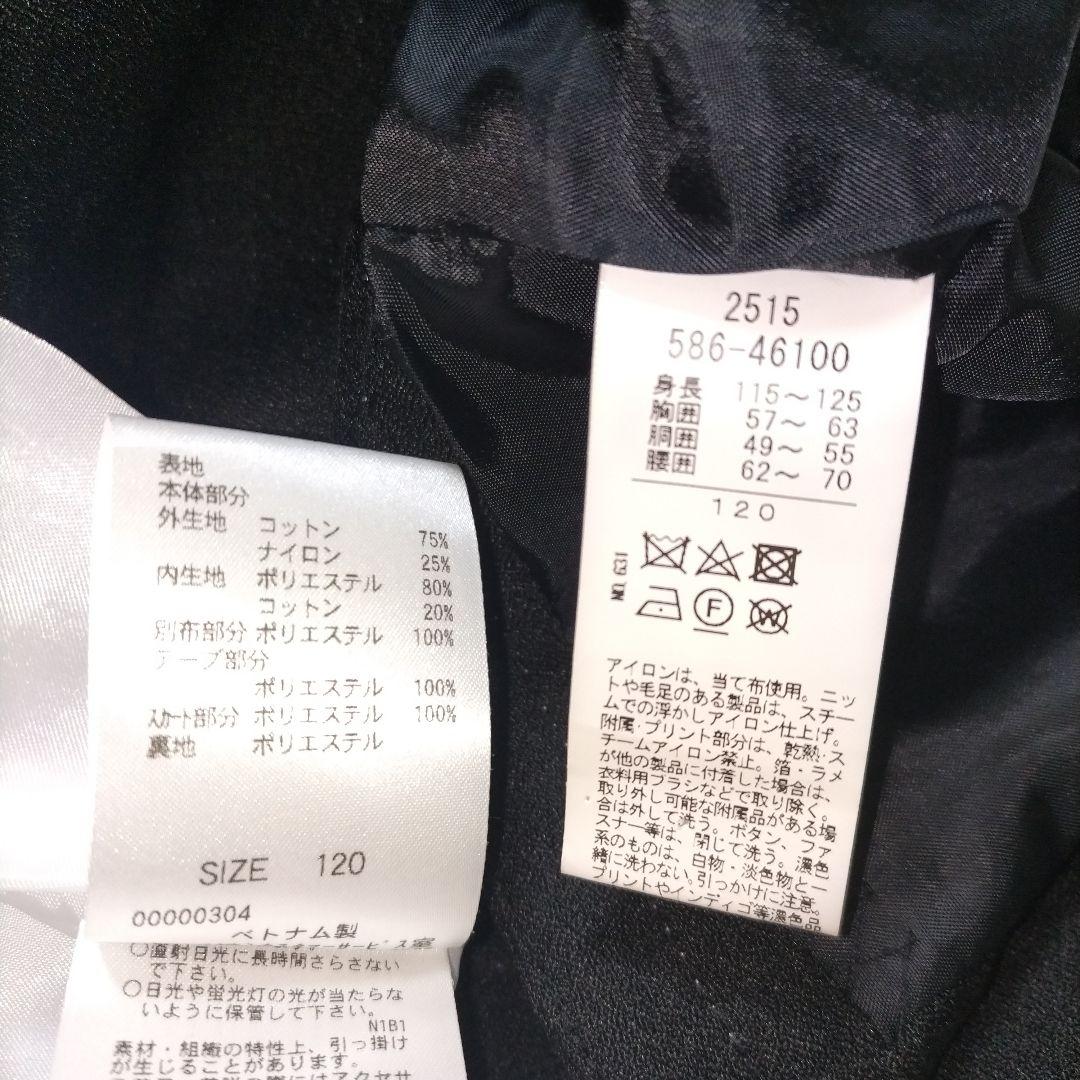 表地
本体部分
外生地 コットン 75%
ナイロン 25%
内生地 ポリエステル 80%
コットン 20%
別布部分 ポリエステル 100%
テープ部分
ポリエステル 100%
スカート部分 ポリエステル 100%
裏地 ポリエステル
SIZE 120
00000304
ベトナム製
○直射日光に長時間さらさない
で下さい。
○日光や蛍光灯の光が当たらな
いように保管して下さい。
N1B1
素材・組織の特性上、引っ掛け
が生じることがあります。
2515
586-46100
身長 115～125
胸囲 57～ 63
胴囲 49～ 55
腰囲 62～ 70
120
NO.631
F
W
アイロンは、当て布使用。ニッ
トや毛足のある製品は、スチー
ムでの浮かしアイロン仕上げ。
附属・プリント部分は、乾熱・ス
チームアイロン禁止。箔・ラメ
が他の製品に付着した場合は、
衣料用ブラシなどで取り除く。
取り外し可能な附属品がある場
合は外して洗う。ボタン、ファ
スナー等は、閉じて洗う。濃色
系のものは、白物・淡色物と一
緒に洗わない。引っかけに注意。
プリントやインディゴ等濃色品